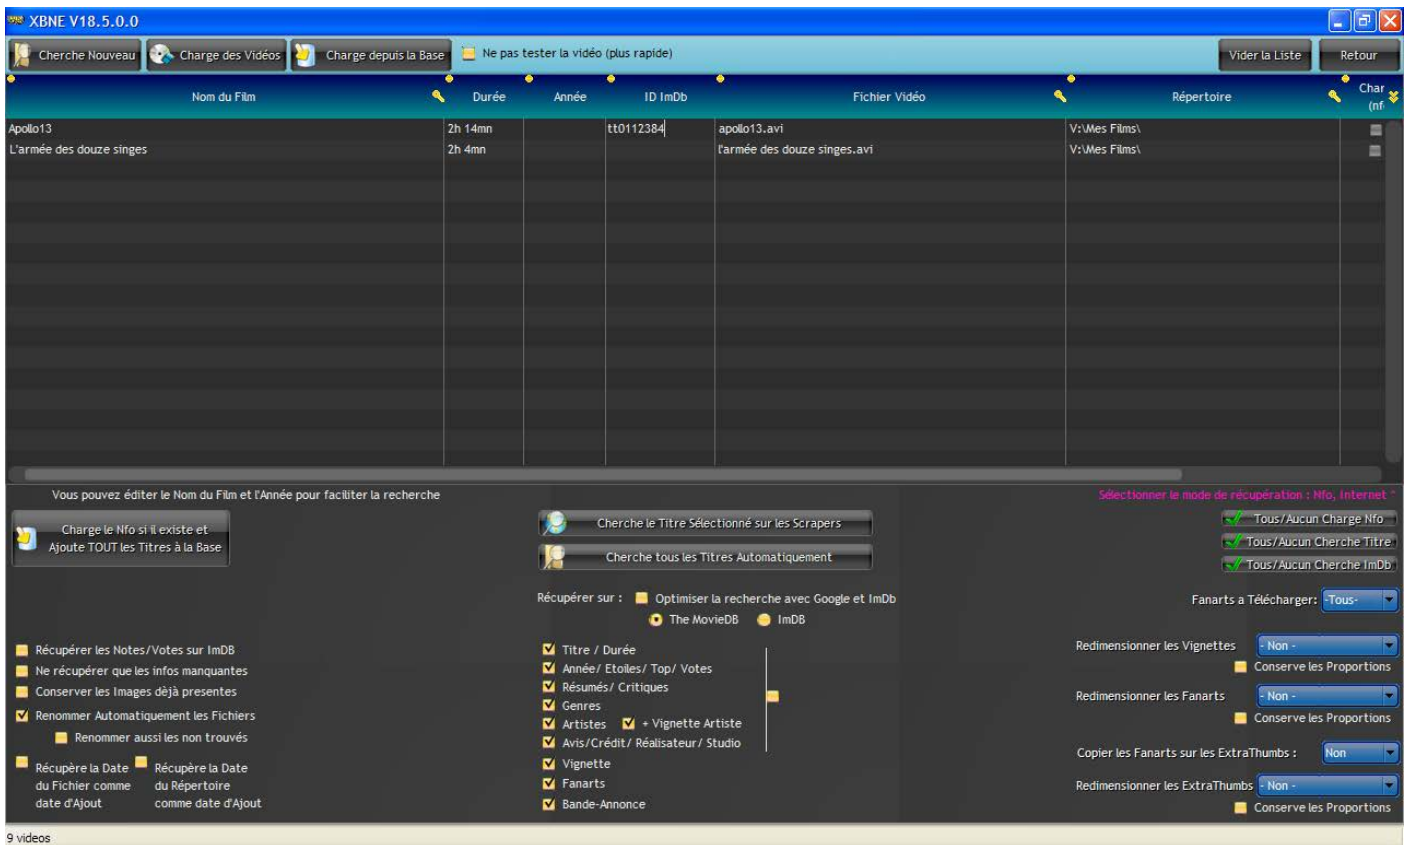 XBNE V18.5.0.0
Cherche Nouveau Charge des Vidéos Charge depuis la Base Ne pas tester la vidéo (plus rapide) Vider la Liste Retour
Nom du Film Durée Année ID ImDb Fichier Vidéo Répertoire Char
(nf
Apollo13 2h 14mn tt0112384 apollo13.avi V:\Mes Films\
L'armée des douze singes 2h 4mn l'armée des douze singes.avi V:\Mes Films\
Vous pouvez éditer le Nom du Film et l'Année pour faciliter la recherche
Sélectionner le mode de récupération : Nfo, Internet *
Charge le Nfo si il existe et
Ajoute TOUT les Titres à la Base
Cherche le Titre Sélectionné sur les Scrapers
Cherche tous les Titres Automatiquement
Tous/Aucun Charge Nfo
Tous/Aucun Cherche Titre
Tous/Aucun Cherche ImDb
Récupérer sur : Optimiser la recherche avec Google et ImDb
The MovieDB ImDB
Fanarts a Télécharger: -Tous-
Récupérer les Notes/Votes sur ImDB
Ne récupérer que les infos manquantes
Conserver les Images dèjà presentes
Renommer Automatiquement les Fichiers
Renommer aussi les non trouvés
Récupère la Date
du Fichier comme
date d'Ajout
Récupère la Date
du Répertoire
comme date d'Ajout
Titre / Durée
Année/ Etoiles/ Top/ Votes
Résumés/ Critiques
Genres
Artistes + Vignette Artiste
Avis/Crédit/ Réalisateur/ Studio
Vignette
Fanarts
Bande-Annonce
Redimensionner les Vignettes - Non -
Conserve les Proportions
Redimensionner les Fanarts - Non -
Conserve les Proportions
Copier les Fanarts sur les ExtraThumbs : Non
Redimensionner les ExtraThumbs - Non -
Conserve les Proportions
9 videos